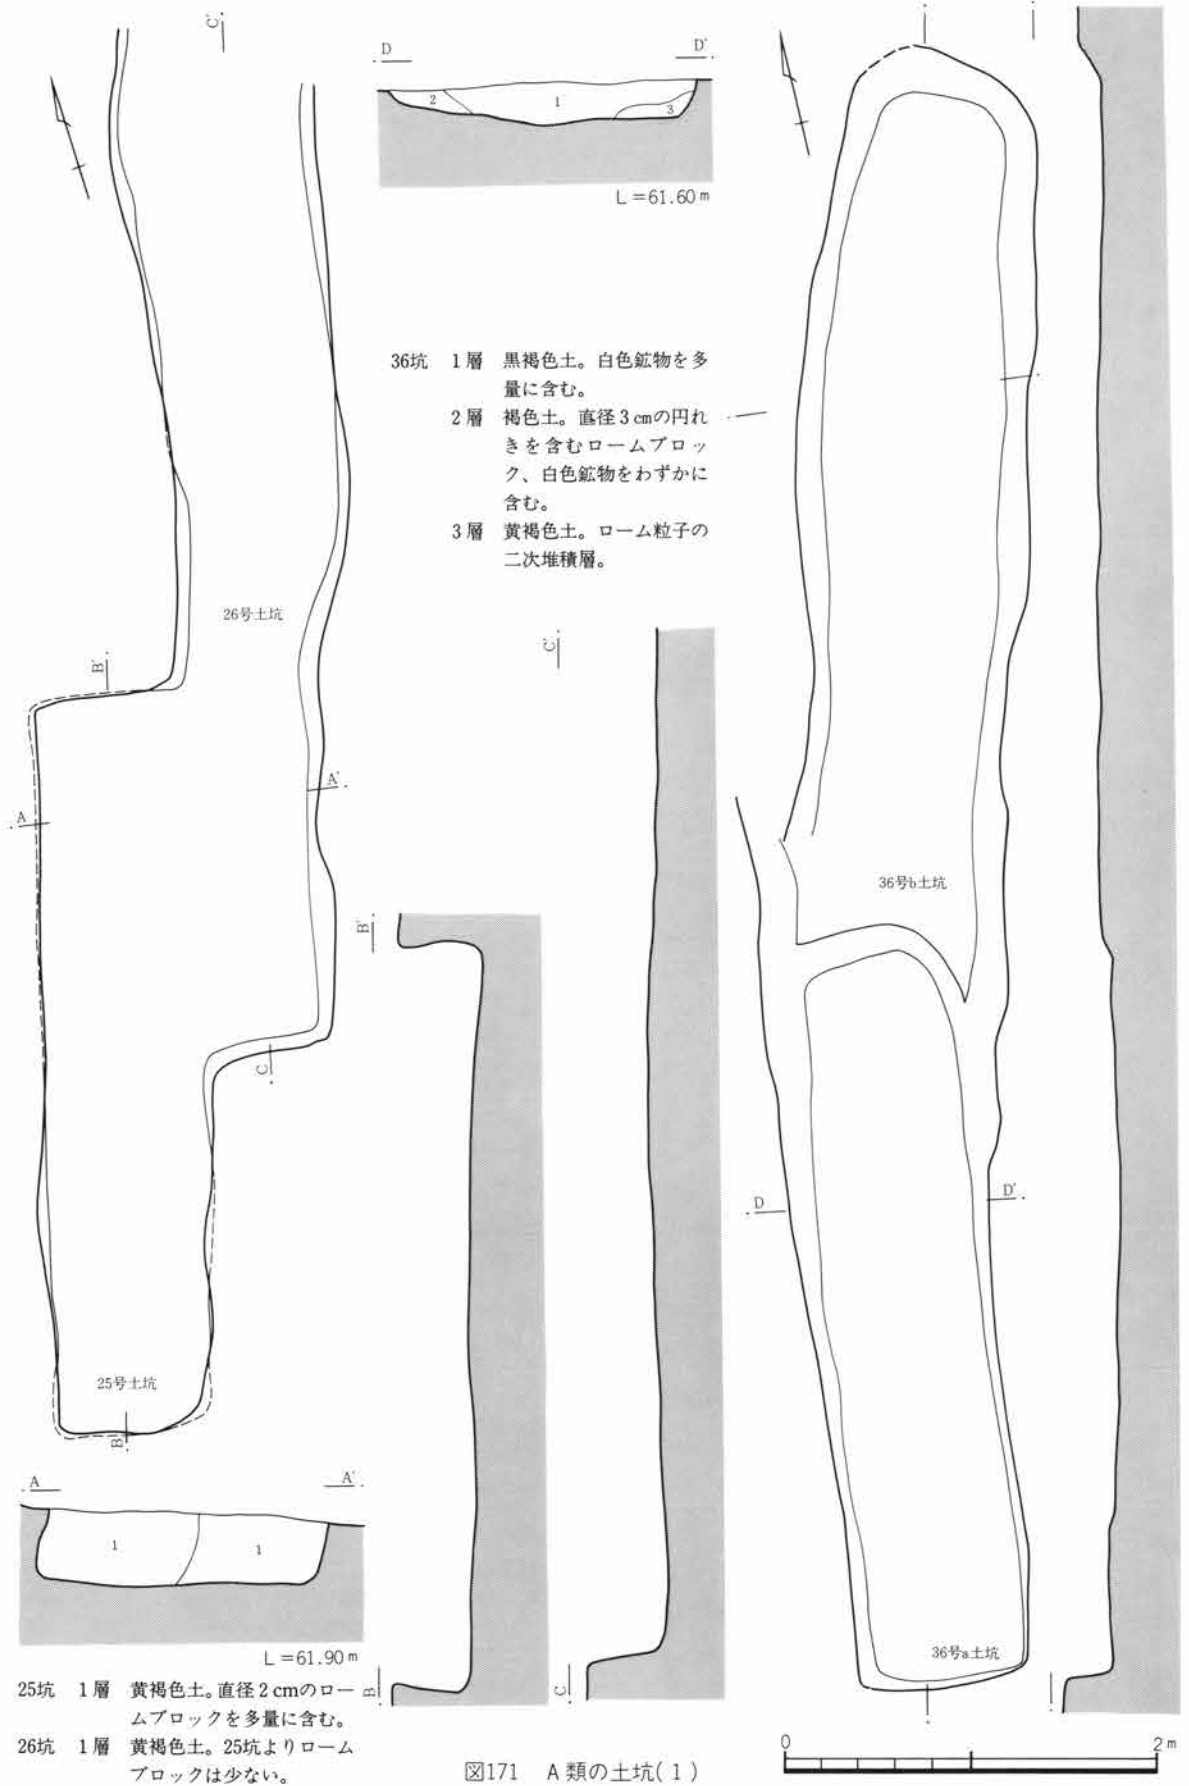 C'
D D'
2 1 3
L=61.60m
36坑 1層 黒褐色土。白色鉱物を多
量に含む。
2層 褐色土。直径3cmの円れ
きを含むロームブロッ
ク、白色鉱物をわずかに
含む。
3層 黄褐色土。ローム粒子の
二次堆積層。
26号土坑
B'
A A'
C
25号土坑
B
C'
B'
B
C
36号b土坑
D D'
36号a土坑
A A'
1 1
L=61.90m
25坑 1層 黄褐色土。直径2cmのロー
ムブロックを多量に含む。
26坑 1層 黄褐色土。25坑よりローム
ブロックは少ない。
0 2m
図171 A類の土坑(1)